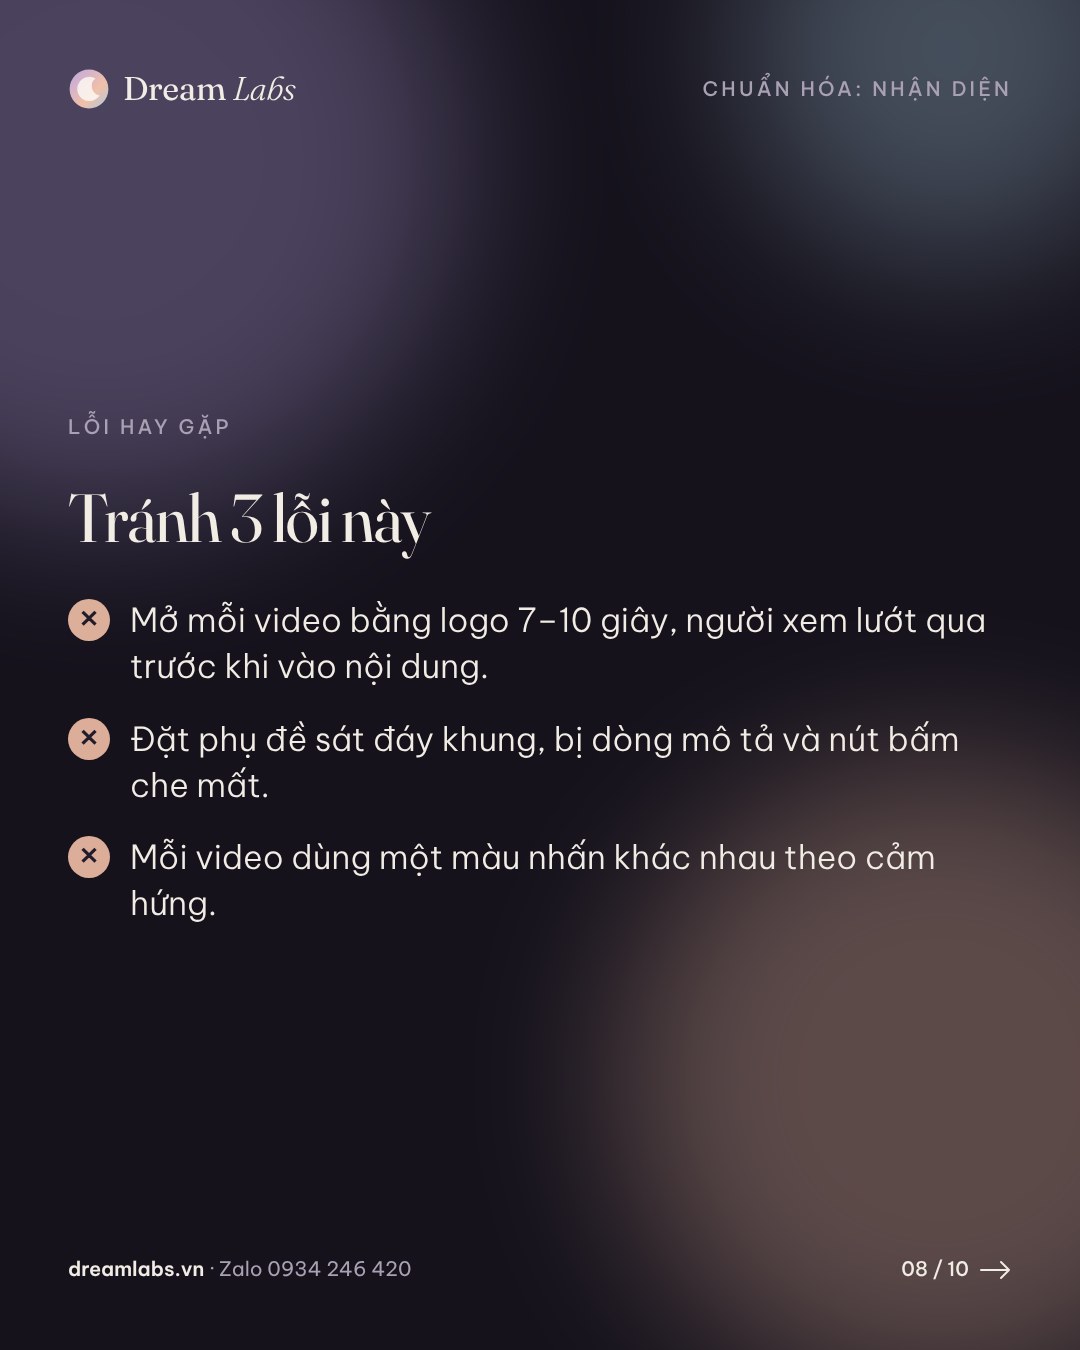 Dream Labs
CHUẨN HÓA: NHẬN DIỆN
LỖI HAY GẶP
Tránh 3 lỗi này
Mở mỗi video bằng logo 7–10 giây, người xem lướt qua
trước khi vào nội dung.
Đặt phụ đề sát đáy khung, bị dòng mô tả và nút bấm
che mất.
Mỗi video dùng một màu nhấn khác nhau theo cảm
hứng.
dreamlabs.vn · Zalo 0934 246 420
08 / 10 →